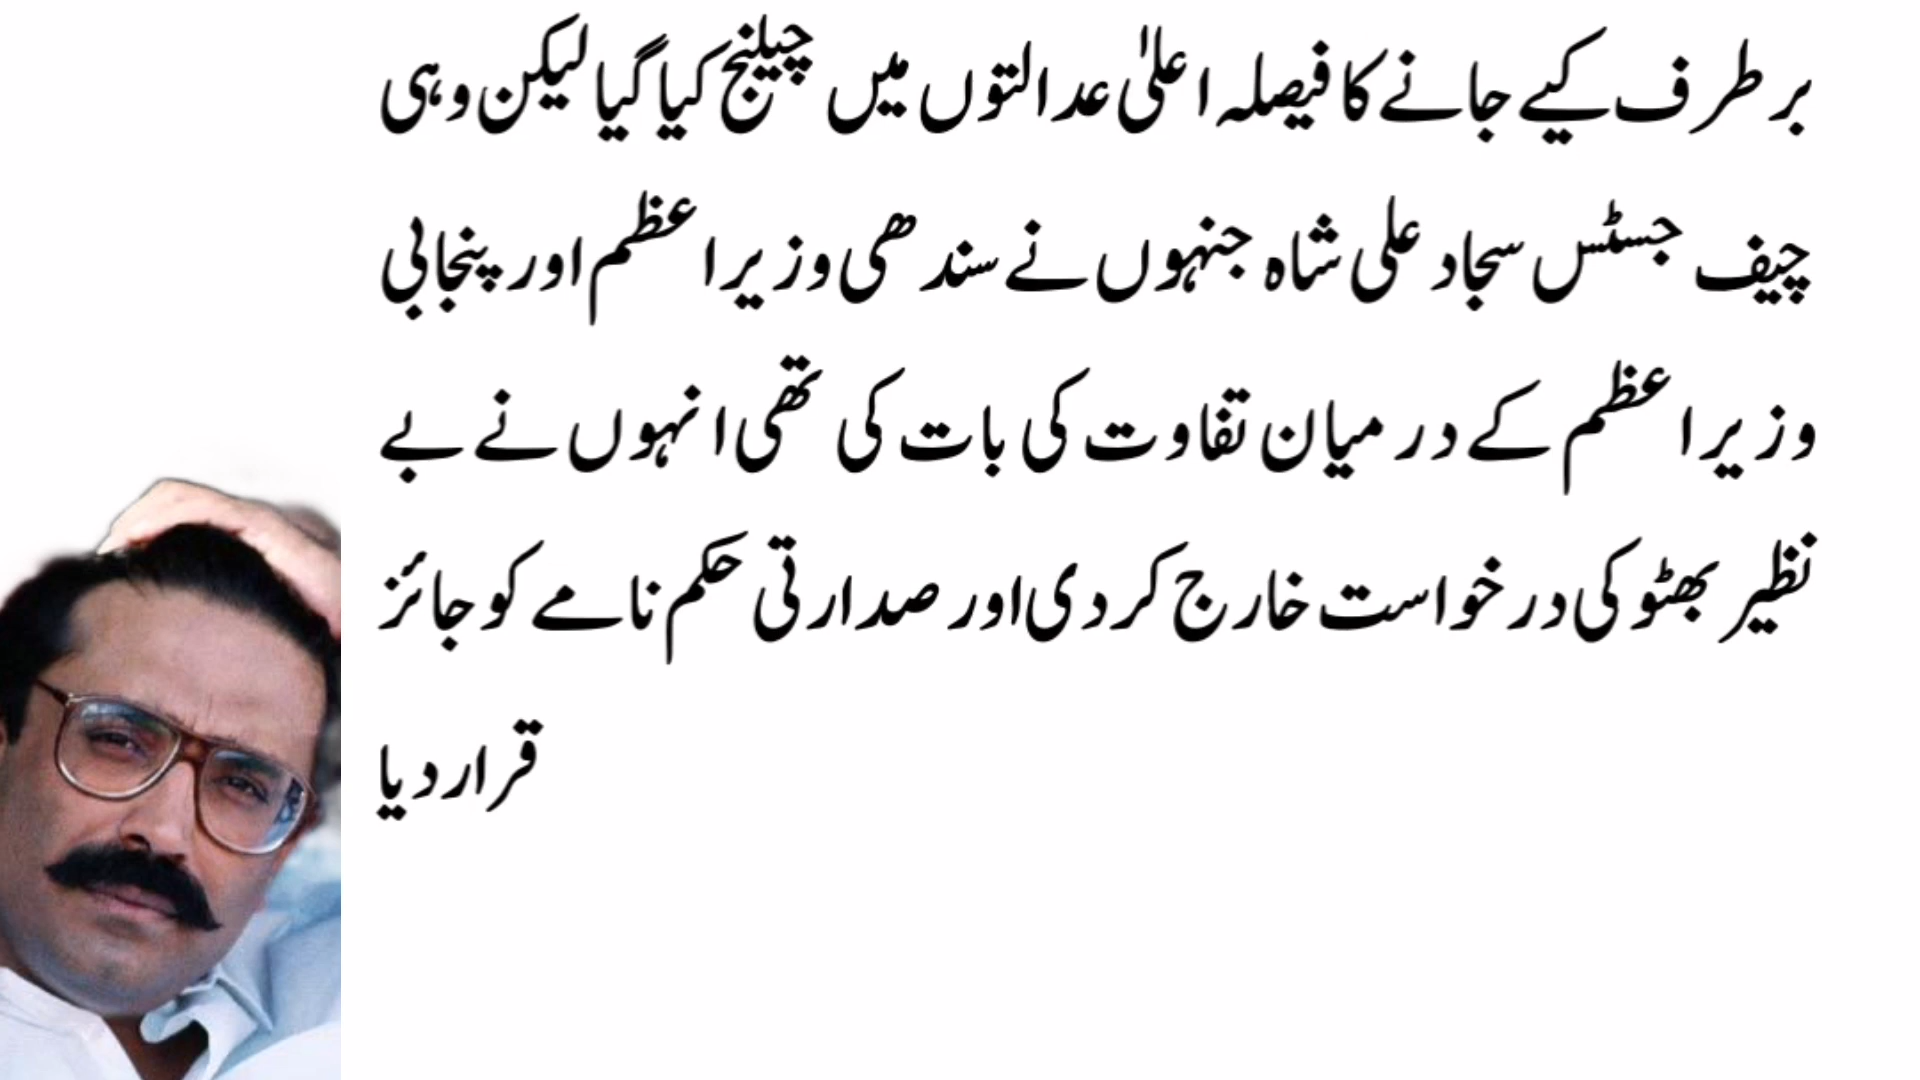 برطرف کیے جانے کا فیصلہ اعلیٰ عدالتوں میں چیلنج کیا گیا لیکن وہی
چیف جسٹس سجاد علی شاہ جنہوں نے سندھی وزیراعظم اور پنجابی
وزیراعظم کے درمیان تفاوت کی بات کی تھی انہوں نے بے
نظیر بھٹو کی درخواست خارج کر دی اور صدارتی حکم نامے کو جائز
قرار دیا